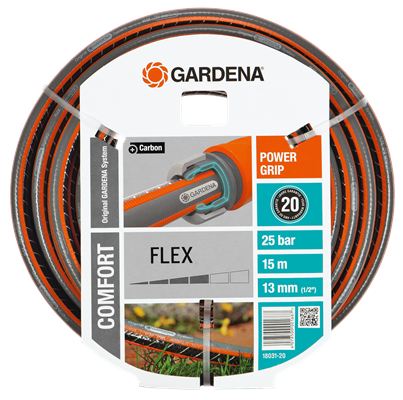 GARDENA
Original GARDENA System
+ Carbon
GARDENA
POWER
GRIP
20
COMFORT
FLEX
25 bar
15 m
13 mm (1/2")
18031-20